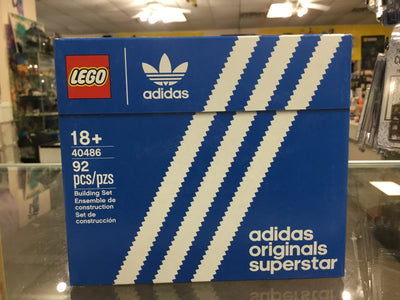 LEGO
adidas
18+
40486
92
pcs/pzs
Building Set
Ensemble de
construction
Set de
construcción
adidas
originals
superstar